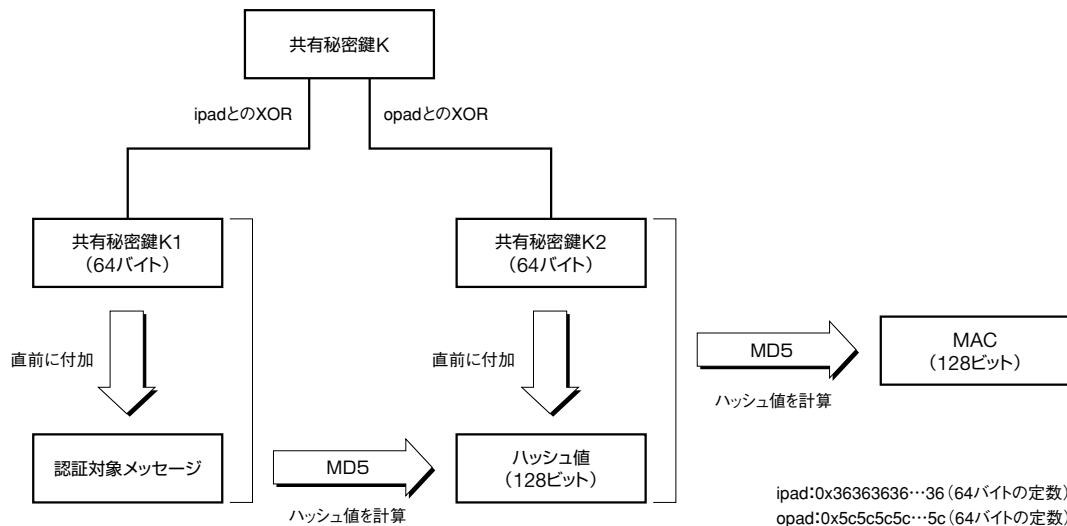 共有秘密鍵K
ipadとのXOR
opadとのXOR
共有秘密鍵K1
(64バイト)
共有秘密鍵K2
(64バイト)
直前に付加
直前に付加
MD5
ハッシュ値を計算
MAC
(128ビット)
認証対象メッセージ
MD5
ハッシュ値を計算
ハッシュ値
(128ビット)
ipad:0x36363636…36(64バイトの定数)
opad:0x5c5c5c5c…5c(64バイトの定数)